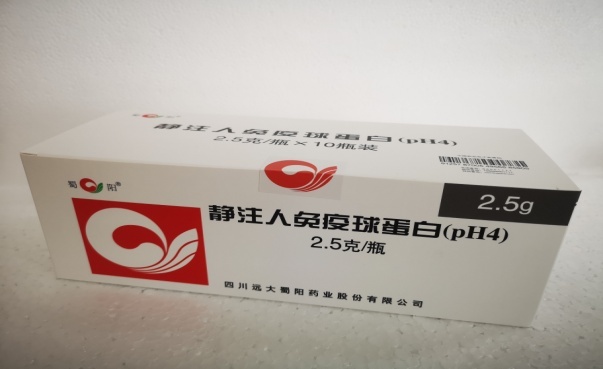 静注人免疫球蛋白(pH4)
2.5克/瓶×10瓶装
蜀 阳®
2.5g
静注人免疫球蛋白(pH4)
2.5克/瓶
四川远大蜀阳药业股份有限公司